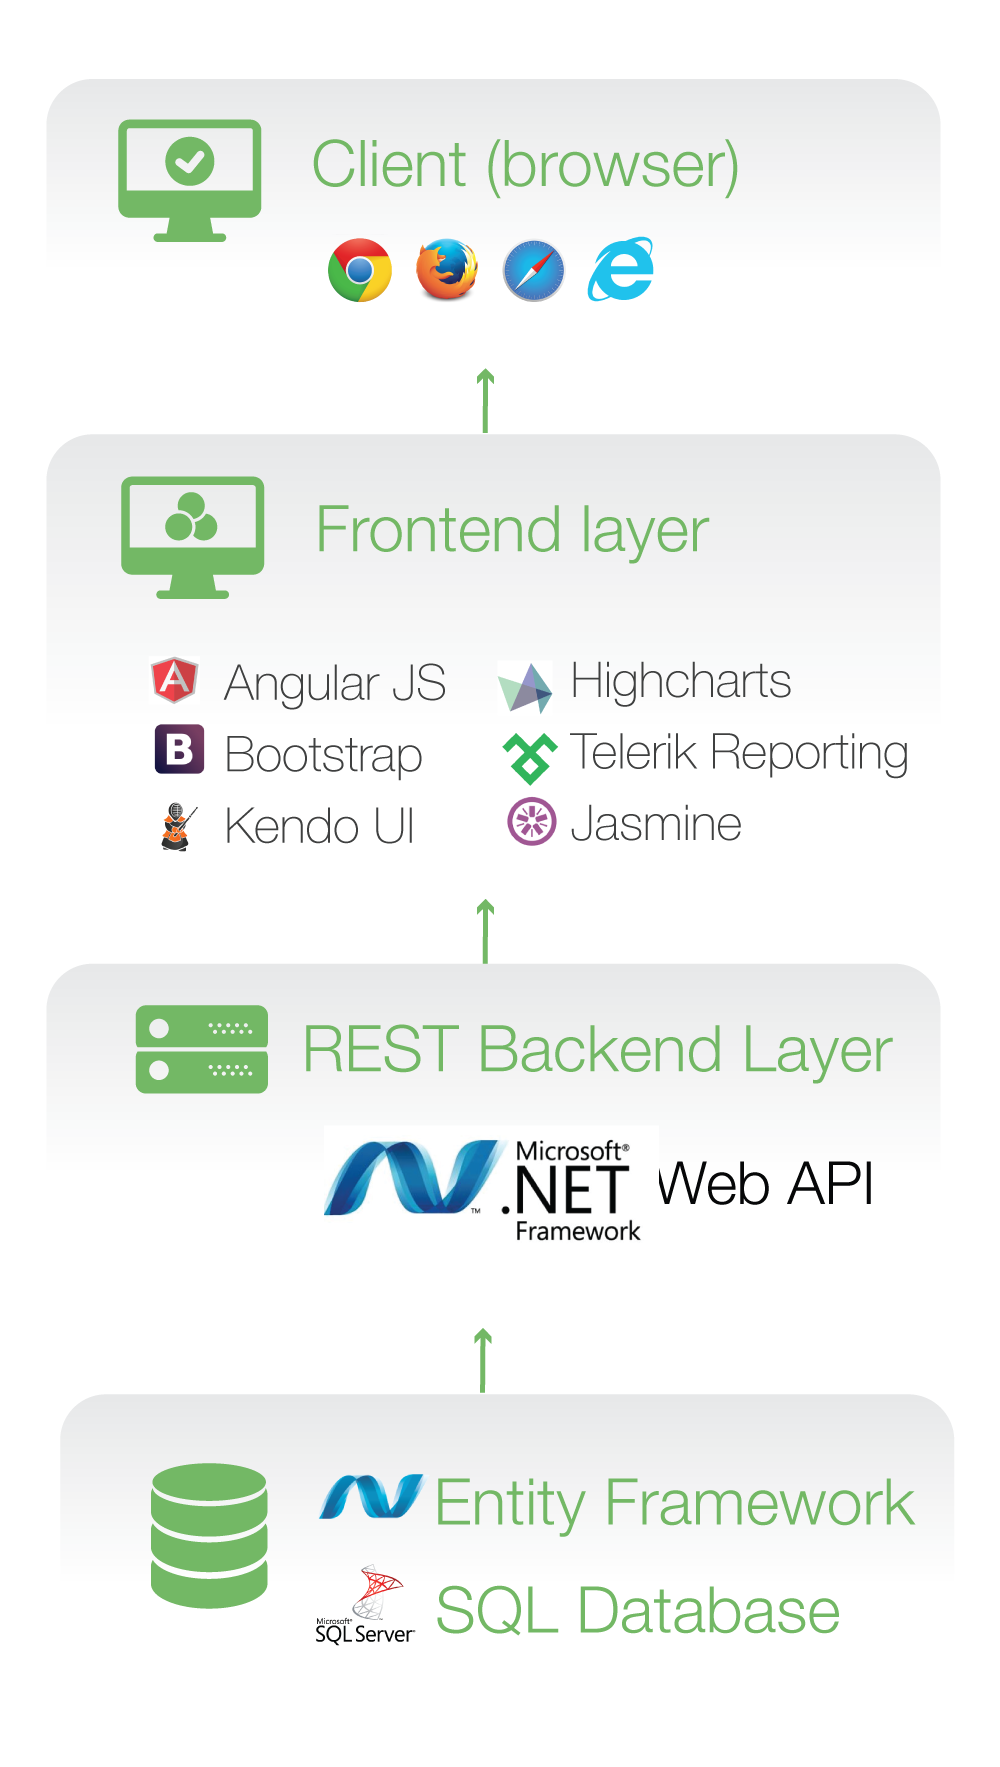 Client (browser)
Frontend layer
Angular JS
Highcharts
Bootstrap
Telerik Reporting
Kendo UI
Jasmine
REST Backend Layer
Microsoft®
.NET
Framework
™
Web API
Entity Framework
Microsoft®
SQL Server
SQL Database